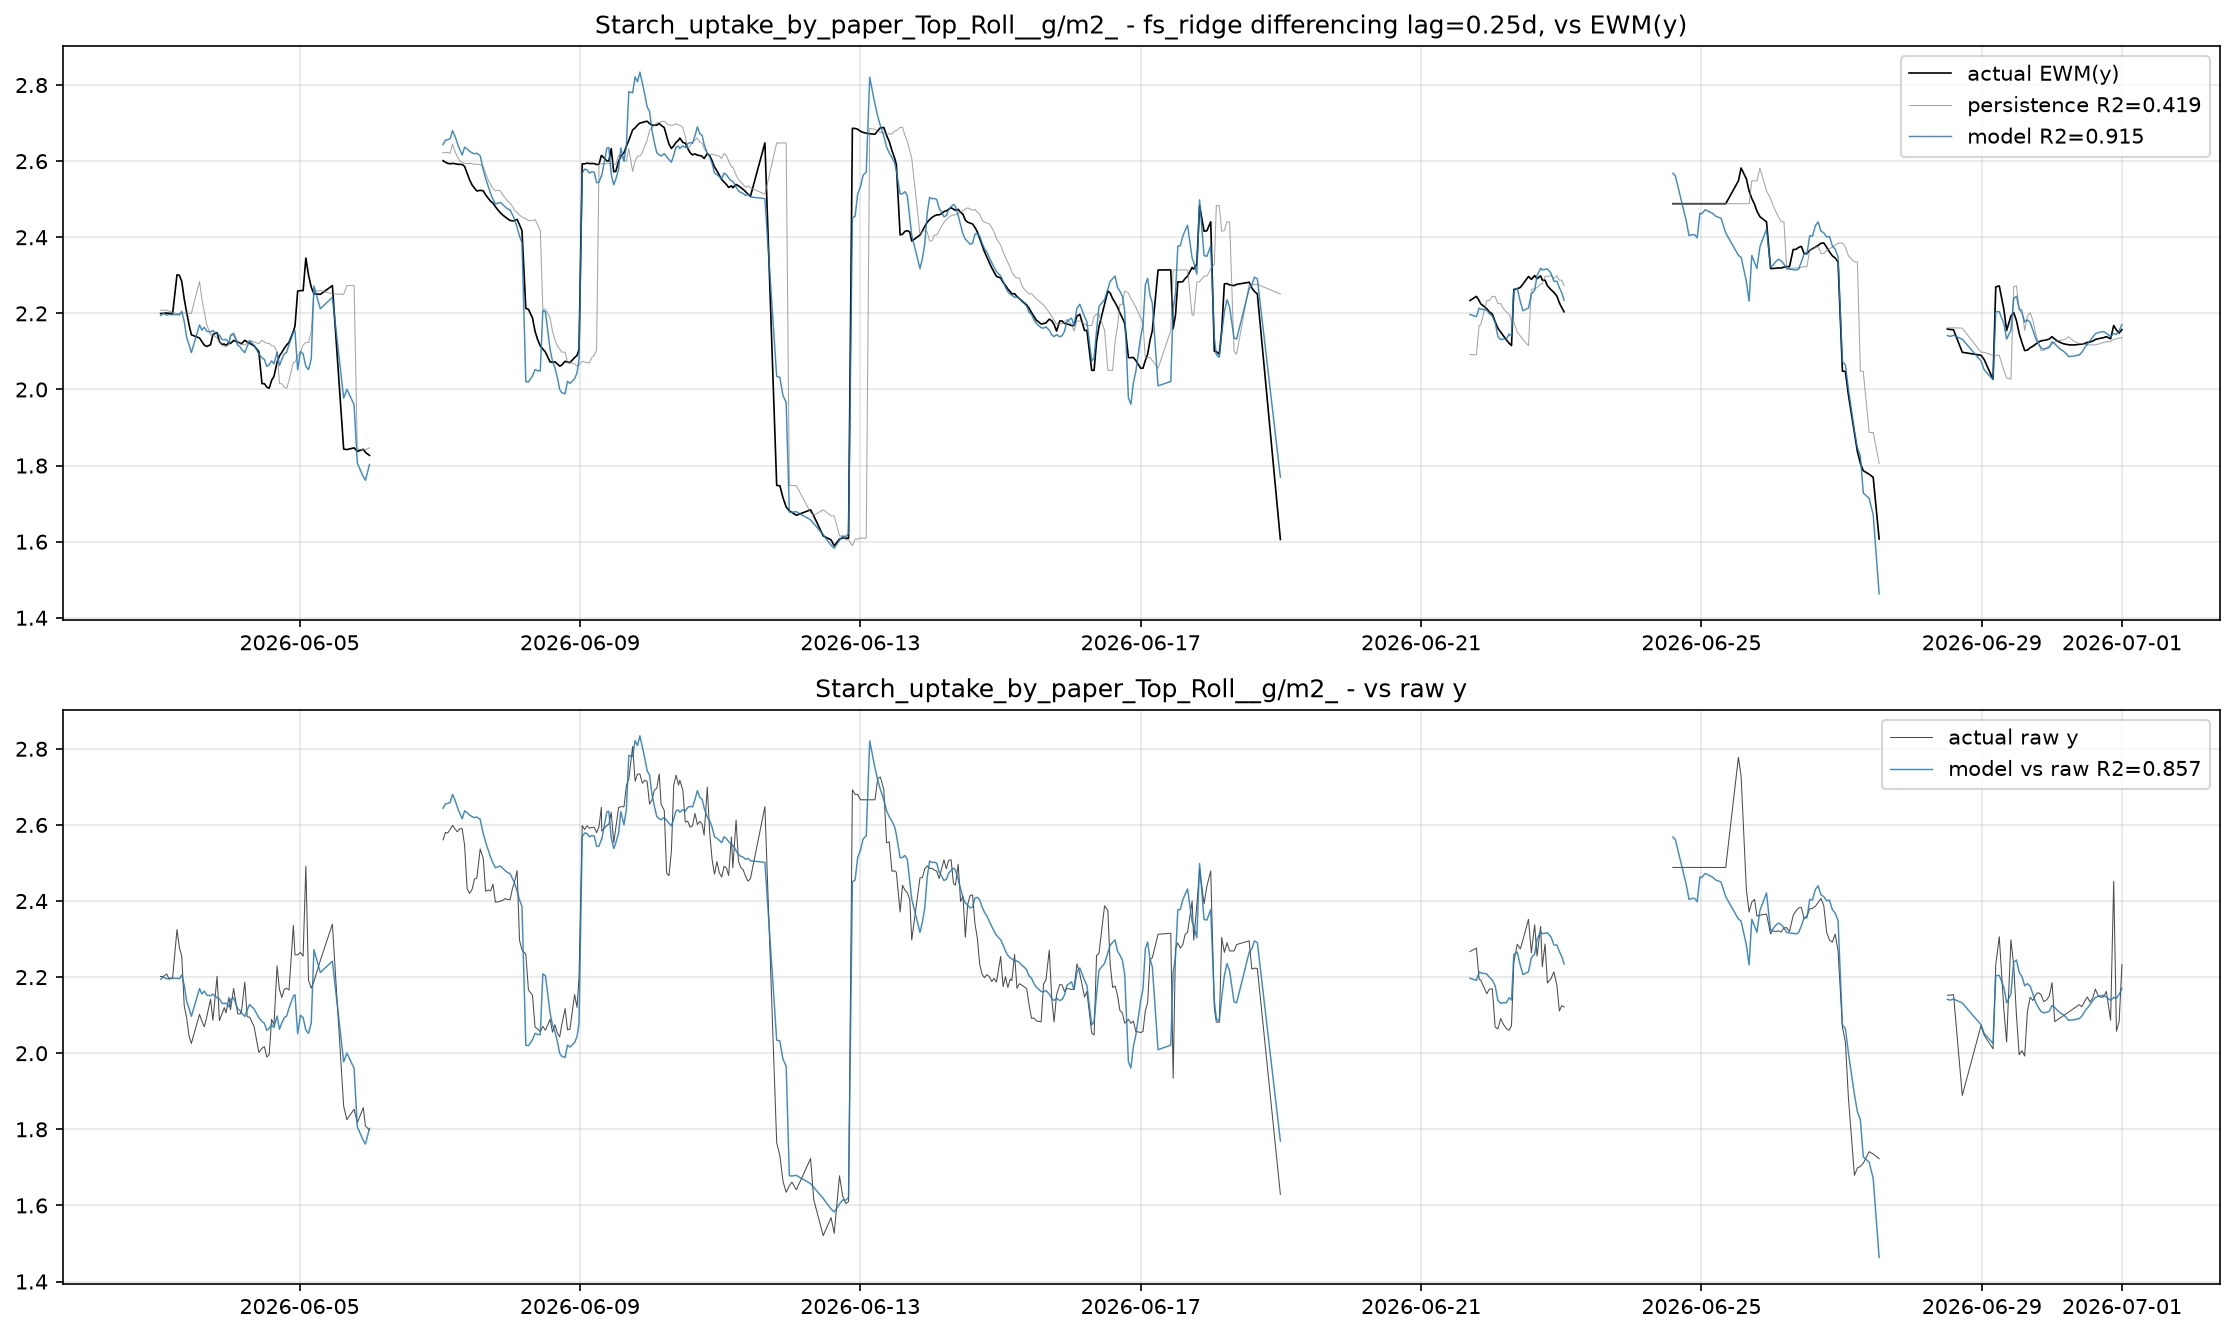 Starch_uptake_by_paper_Top_Roll__g/m2_ - fs_ridge differencing lag=0.25d, vs EWM(y)
actual EWM(y)
persistence R2=0.419
model R2=0.915
2.8
2.6
2.4
2.2
2.0
1.8
1.6
1.4
2026-06-05 2026-06-09 2026-06-13 2026-06-17 2026-06-21 2026-06-25 2026-06-29 2026-07-01
Starch_uptake_by_paper_Top_Roll__g/m2_ - vs raw y
actual raw y
model vs raw R2=0.857
2.8
2.6
2.4
2.2
2.0
1.8
1.6
1.4
2026-06-05 2026-06-09 2026-06-13 2026-06-17 2026-06-21 2026-06-25 2026-06-29 2026-07-01